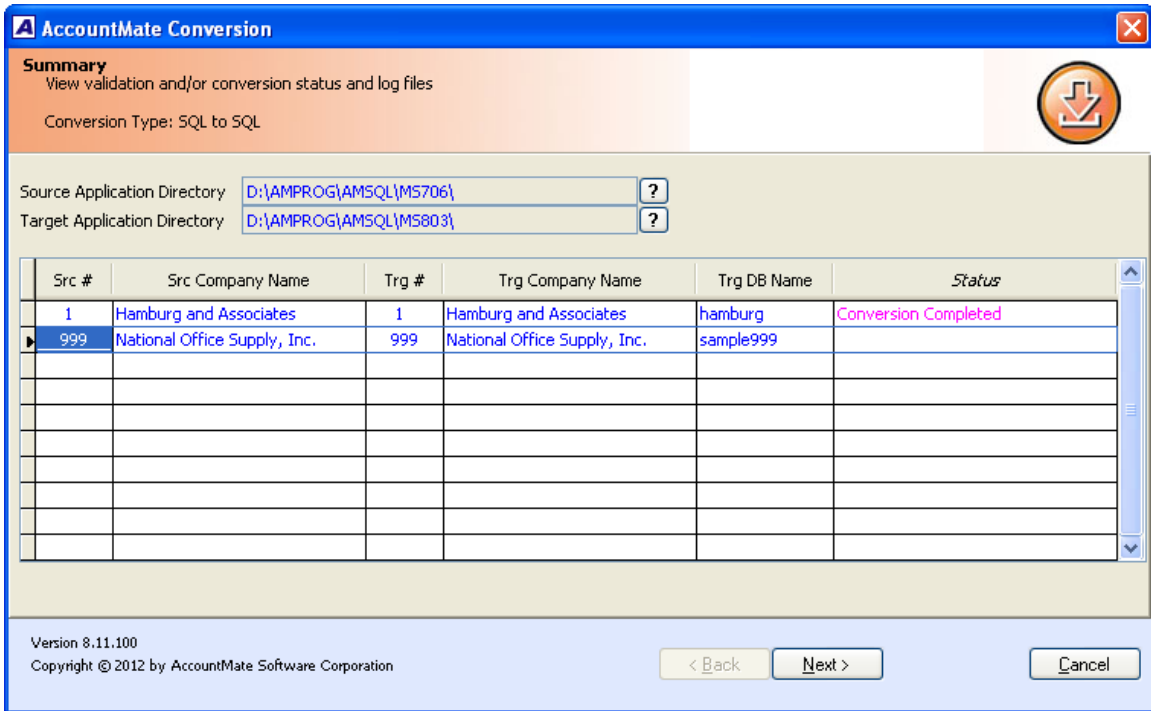 AccountMate Conversion
Summary
View validation and/or conversion status and log files
Conversion Type: SQL to SQL
Source Application Directory D:\AMPROG\AMSQL\MS706\ ?
Target Application Directory D:\AMPROG\AMSQL\MS803\ ?
Src # Src Company Name Trg # Trg Company Name Trg DB Name Status
1 Hamburg and Associates 1 Hamburg and Associates hamburg Conversion Completed
999 National Office Supply, Inc. 999 National Office Supply, Inc. sample999
Version 8.11.100
Copyright © 2012 by AccountMate Software Corporation
< Back Next > Cancel